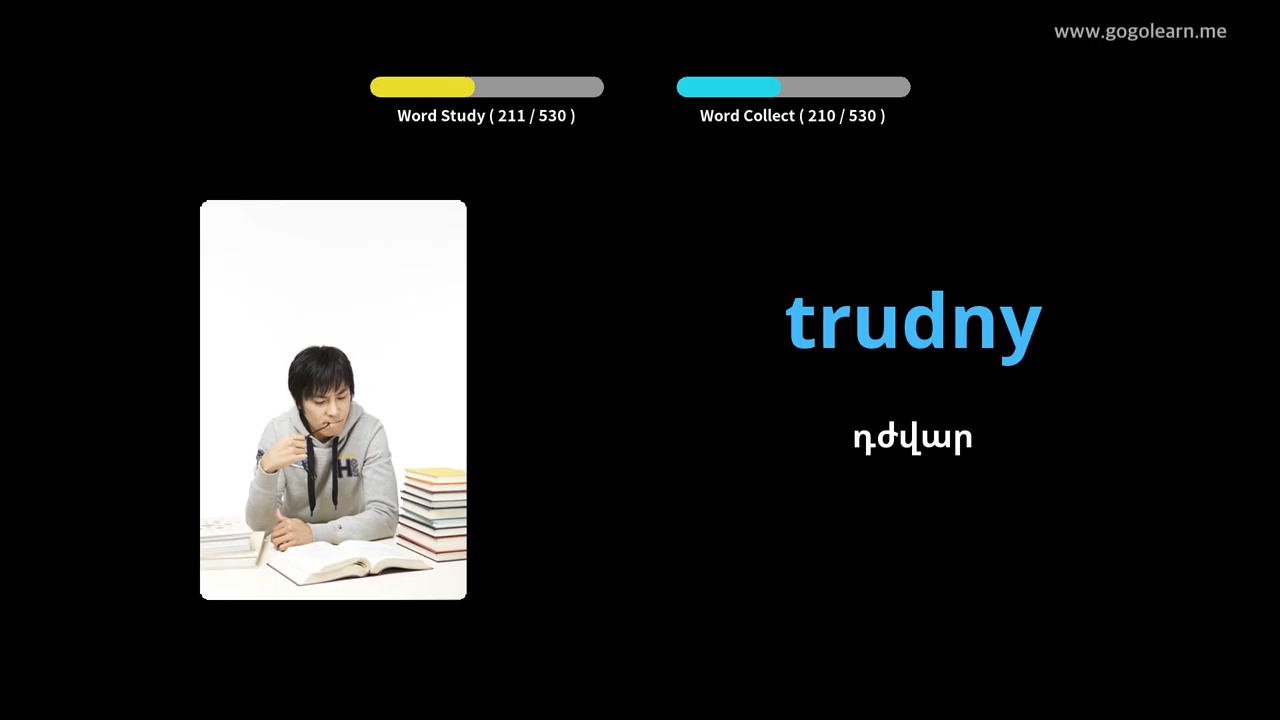 www.gogolearn.me
Word Study ( 211 / 530 )
Word Collect ( 210 / 530 )
trudny
դժվար
H